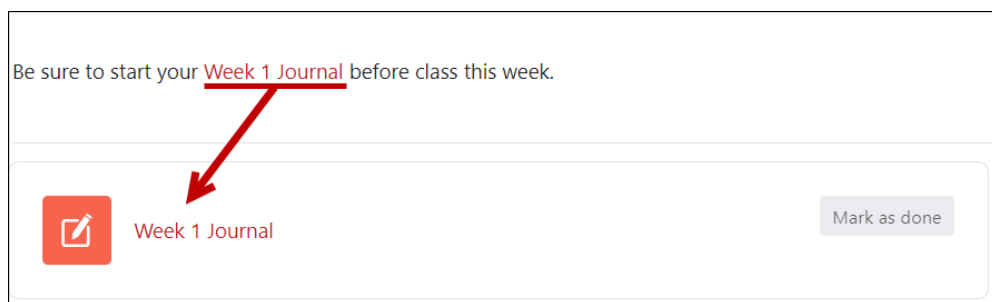 Be sure to start your Week 1 Journal before class this week.
Week 1 Journal
Mark as done